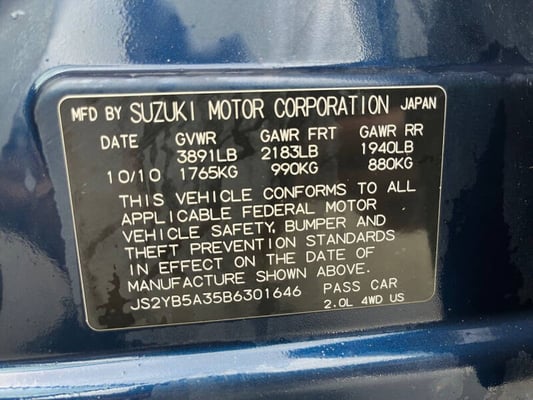 MFD BY SUZUKI MOTOR CORPORATION JAPAN
DATE GVWR GAWR FRT GAWR RR
3891LB 2183LB 1940LB
10/10 1765KG 990KG 880KG
THIS VEHICLE CONFORMS TO ALL
APPLICABLE FEDERAL MOTOR
VEHICLE SAFETY, BUMPER AND
THEFT PREVENTION STANDARDS
IN EFFECT ON THE DATE OF
MANUFACTURE SHOWN ABOVE.
JS2YB5A35B6301646 PASS CAR
2.0L 4WD US